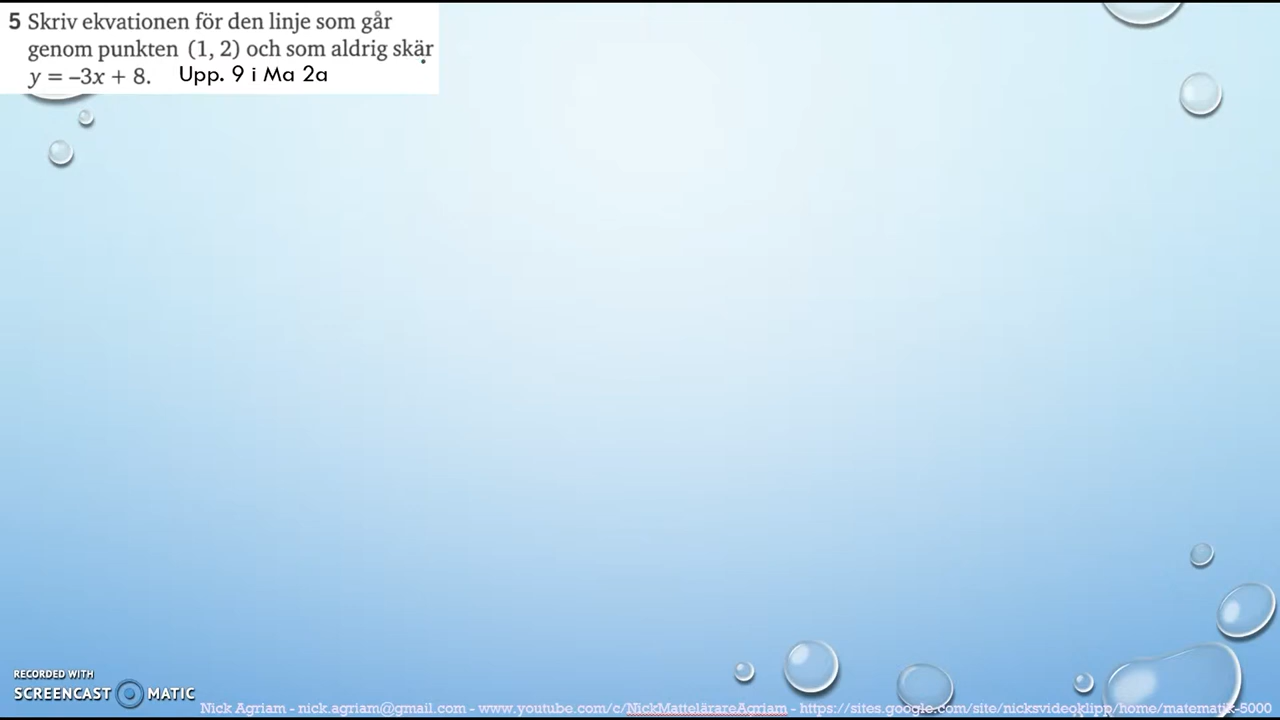 5 Skriv ekvationen för den linje som går
genom punkten (1, 2) och som aldrig skär
y = –3x + 8. Upp. 9 i Ma 2a
RECORDED WITH
SCREENCAST MATIC
Nick Agriam - nick.agriam@gmail.com - www.youtube.com/c/NickMattelärareAgriam - https://sites.google.com/site/nicksvideoklipp/home/matematik-5000